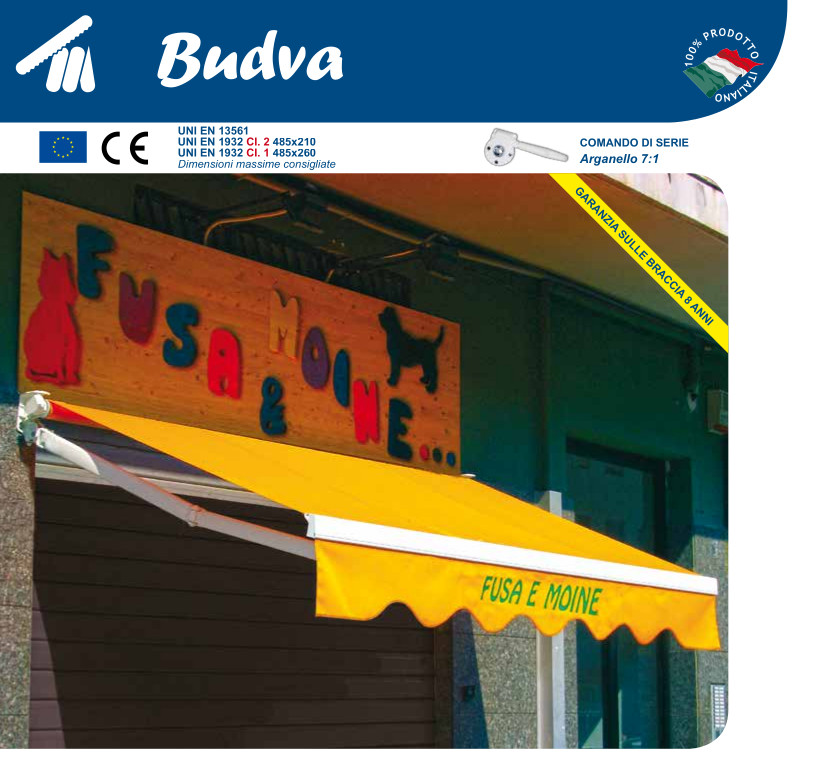 Budva
100% PRODOTTO ITALIANO
CE
UNI EN 13561
UNI EN 1932 Cl. 2 485x210
UNI EN 1932 Cl. 1 485x260
Dimensioni massime consigliate
COMANDO DI SERIE
Arganello 7:1
GARANZIA SULLE BRACCIA 8 ANNI
FUSA
&
MOINE...
FUSA E MOINE